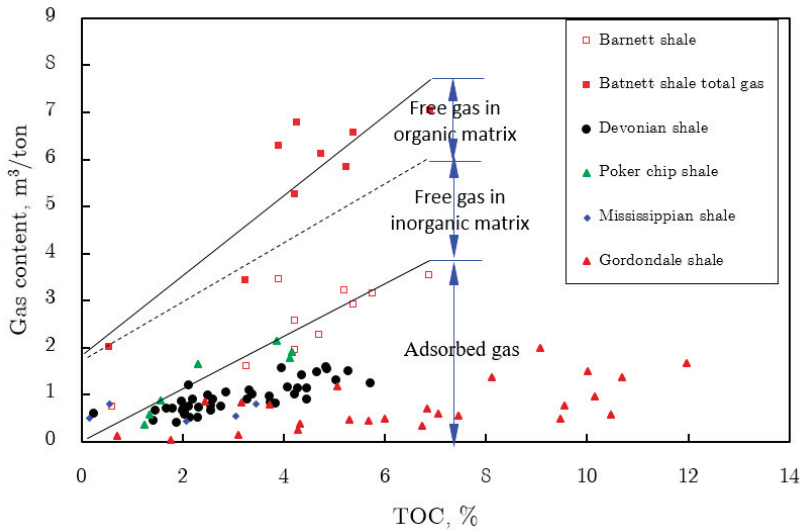 Gas content, m³/ton
9
8
7
6
5
4
3
2
1
0
0
2
4
6
8
10
12
14
TOC, %
Free gas in
organic matrix
Free gas in
inorganic matrix
Adsorbed gas
Barnett shale
Batnett shale total gas
Devonian shale
Poker chip shale
Mississippian shale
Gordondale shale